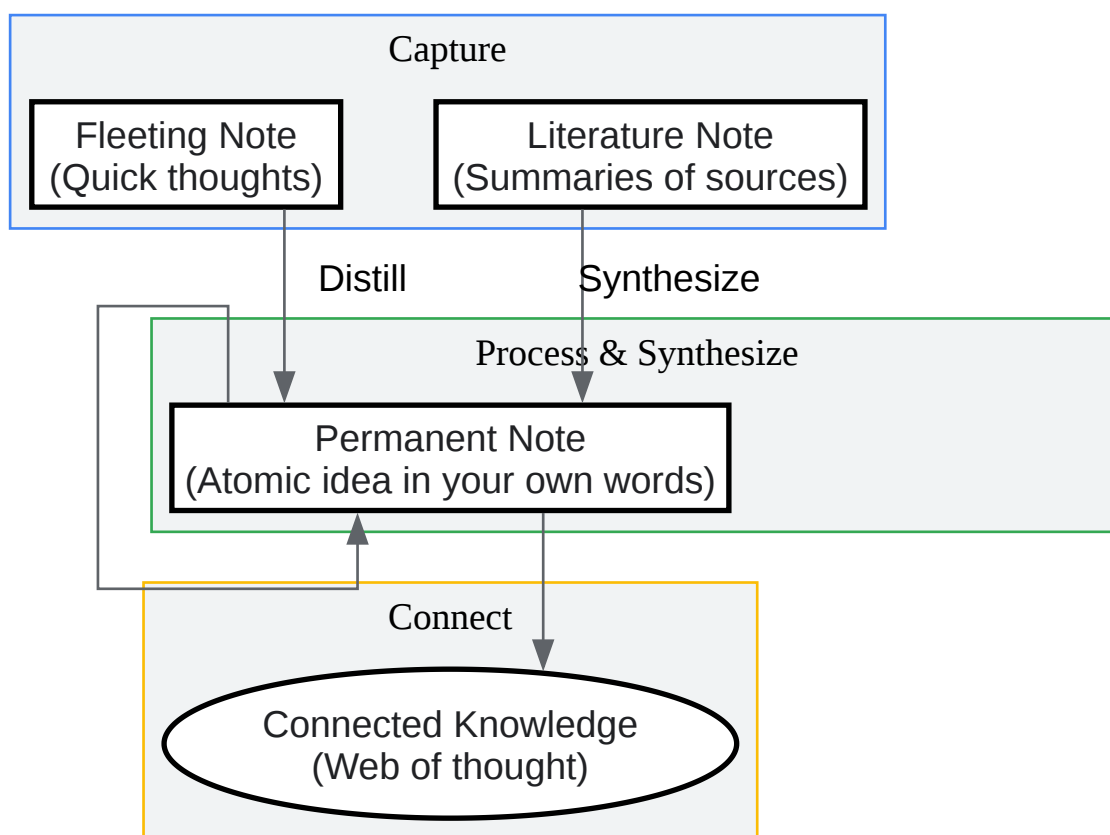 Capture
Fleeting Note
(Quick thoughts)
Literature Note
(Summaries of sources)
Distill
Synthesize
Process & Synthesize
Permanent Note
(Atomic idea in your own words)
Connect
Connected Knowledge
(Web of thought)